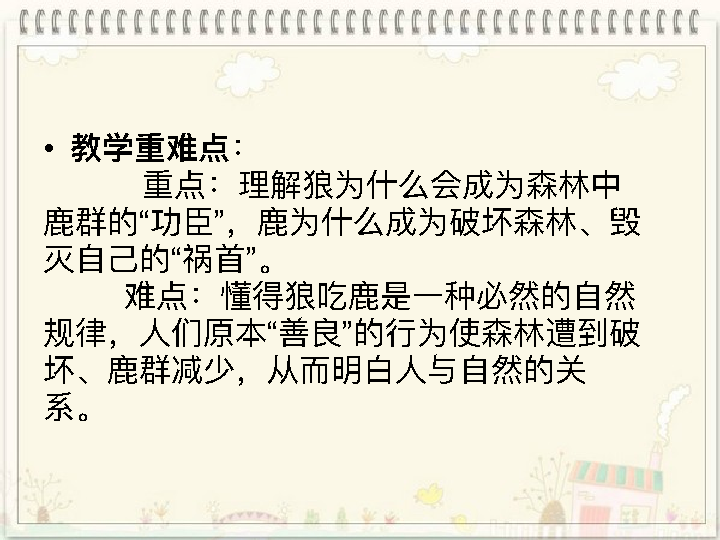 • 教学重难点：
重点：理解狼为什么会成为森林中
鹿群的“功臣”，鹿为什么成为破坏森林、毁
灭自己的“祸首”。
难点：懂得狼吃鹿是一种必然的自然
规律，人们原本“善良”的行为使森林遭到破
坏、鹿群减少，从而明白人与自然的关
系。